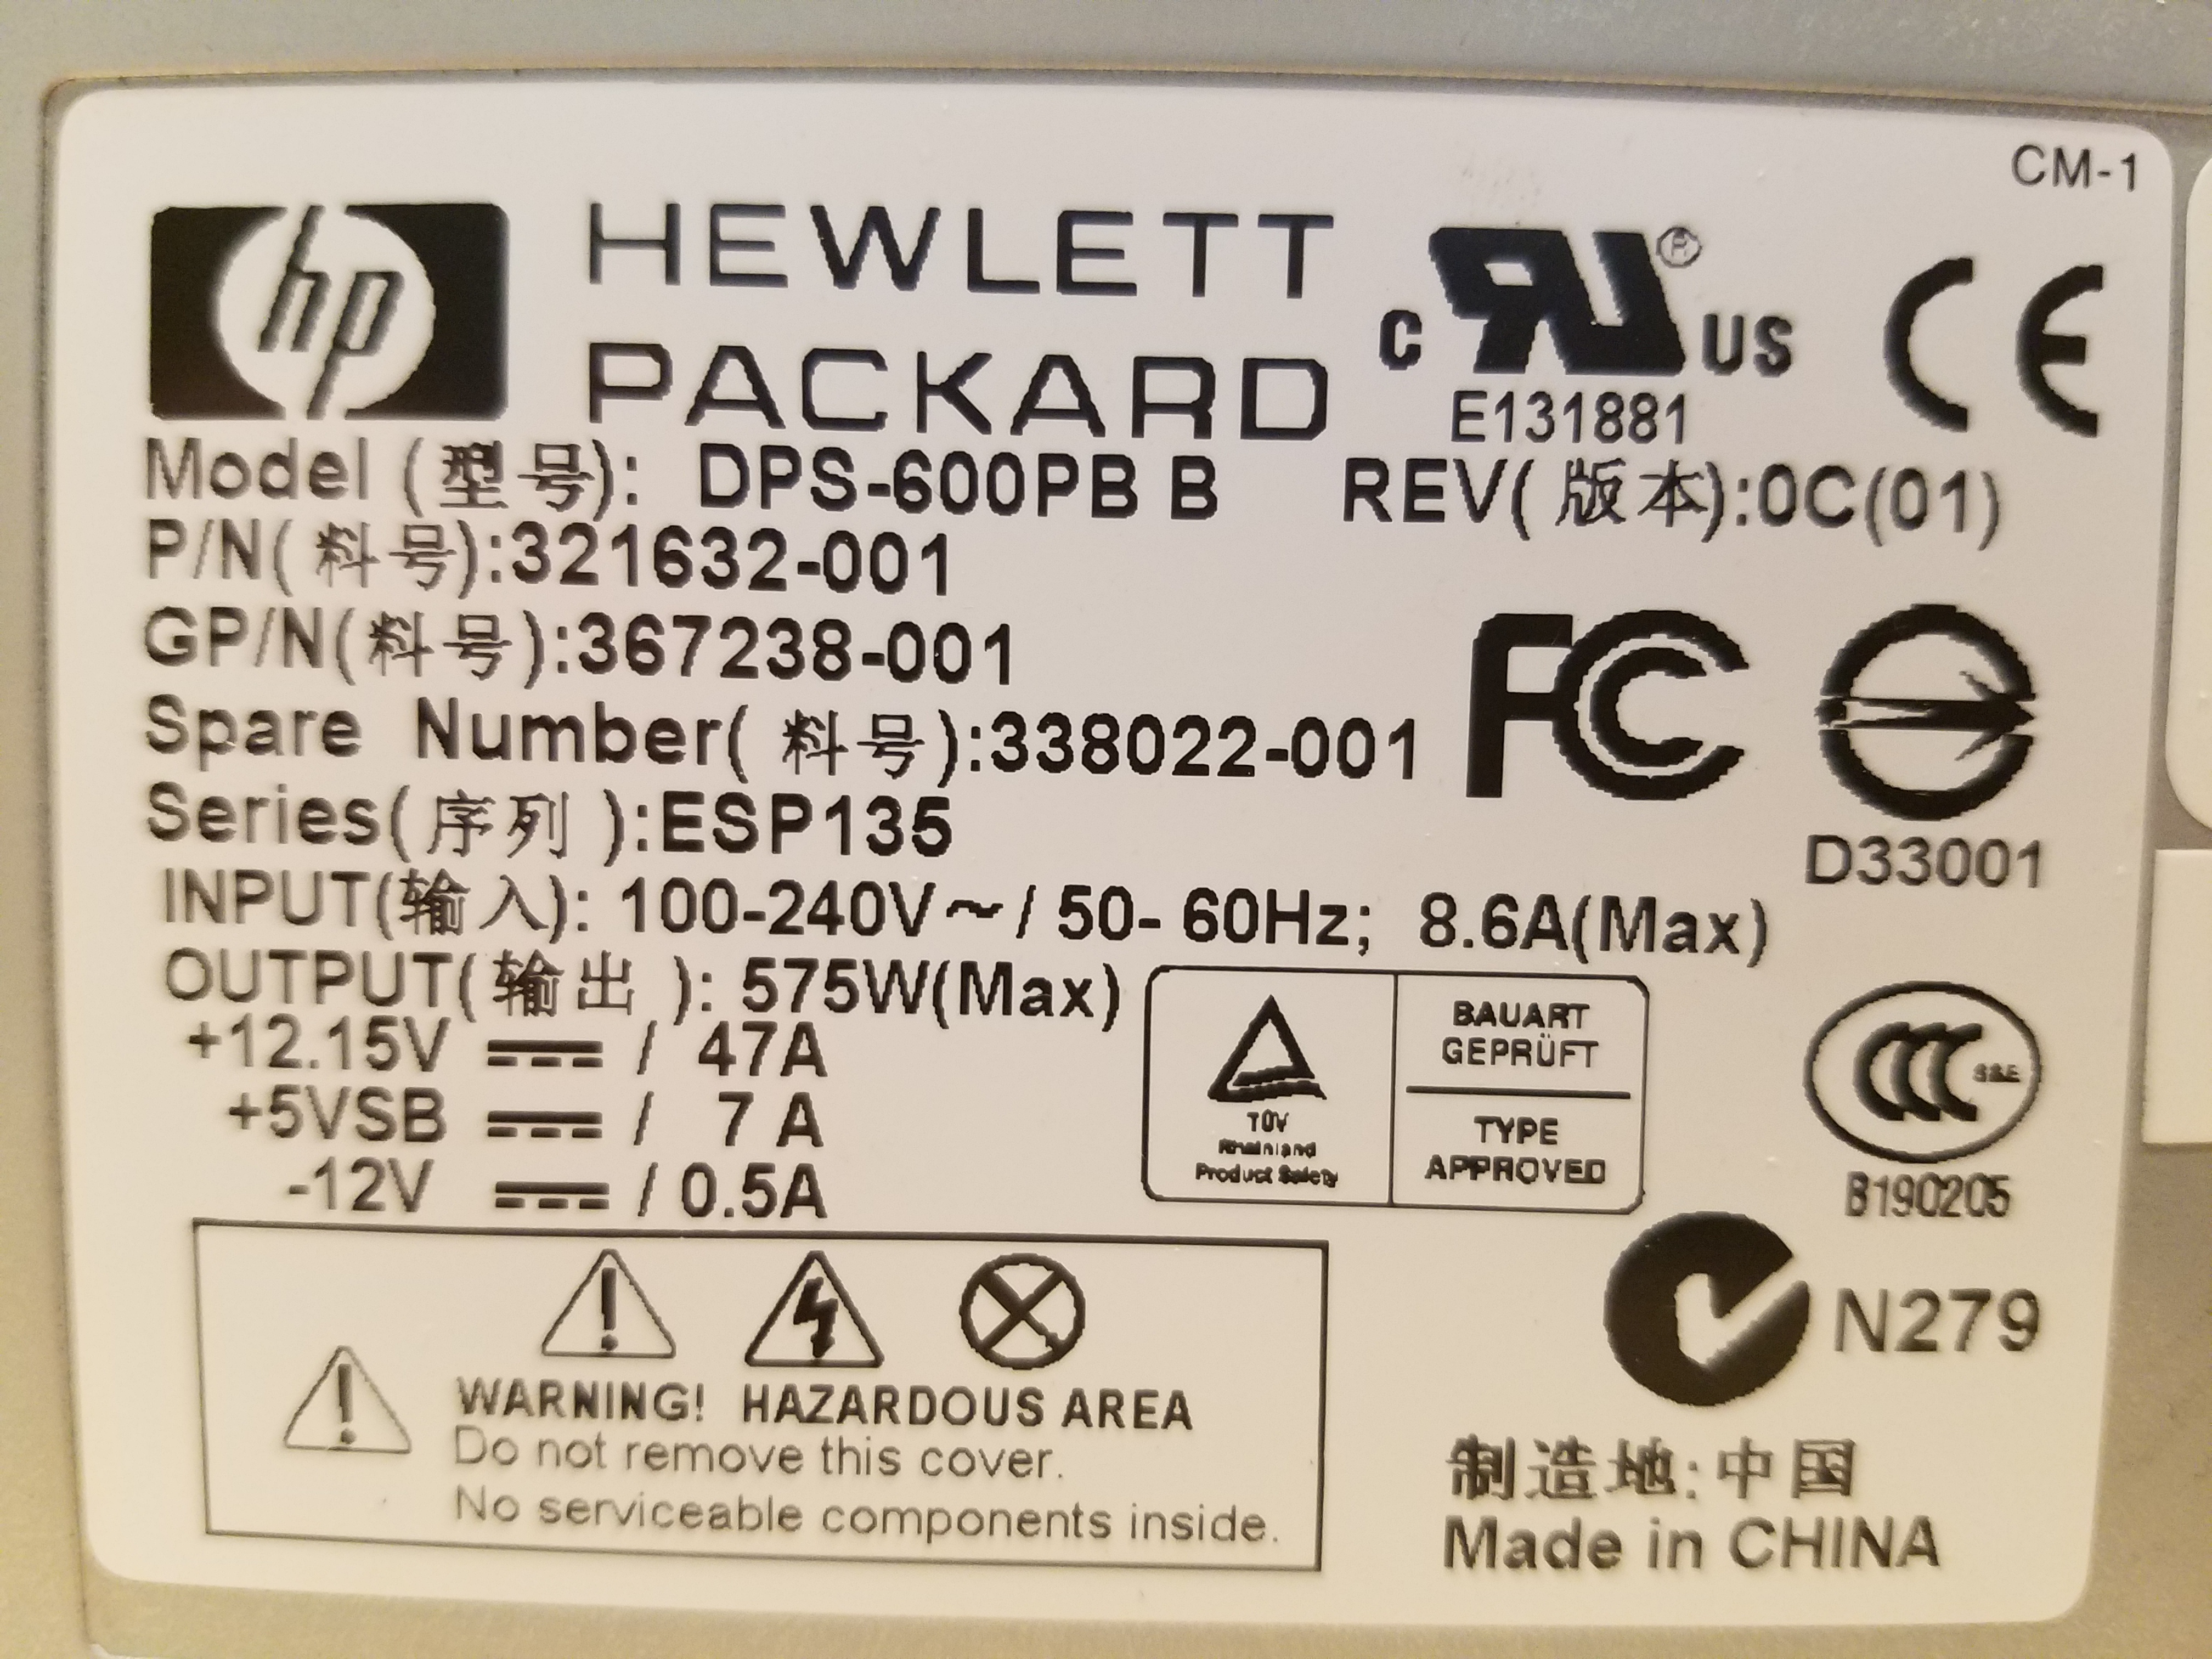 CM-1
hp
HEWLETT
PACKARD
C RU® US
E131881
CE
Model (型号): DPS-600PB B REV(版本):0C(01)
P/N(料号):321632-001
GP/N(料号):367238-001
Spare Number(料号):338022-001
FC
Series(序列):ESP135
D33001
INPUT(输入): 100-240V~/ 50- 60Hz; 8.6A(Max)
OUTPUT(输出): 575W(Max)
+12.15V ⎓ / 47A
+5VSB ⎓ / 7 A
-12V ⎓ / 0.5A
TÜV
Rheinland
Product Safety
BAUART
GEPRÜFT
TYPE
APPROVED
CCC S&E
B190205
N279
WARNING! HAZARDOUS AREA
Do not remove this cover.
No serviceable components inside.
制造地:中国
Made in CHINA